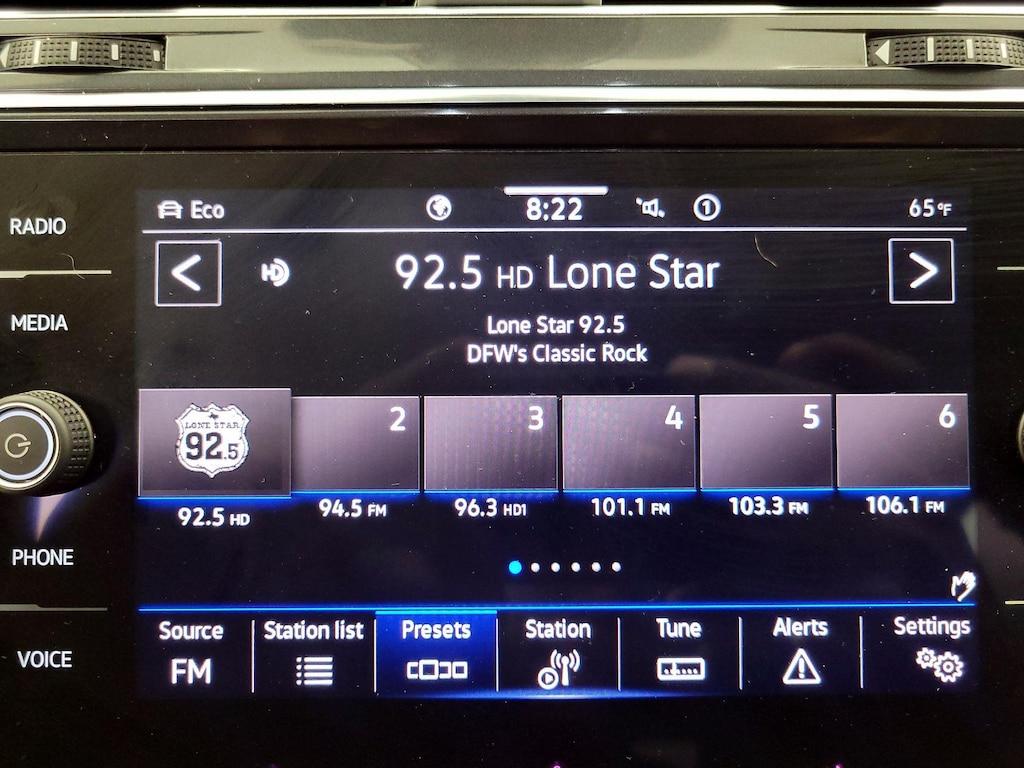 RADIO
MEDIA
PHONE
VOICE
Eco
8:22
1
65°F
< HD 92.5 HD Lone Star >
Lone Star 92.5
DFW's Classic Rock
LONE STAR
92.5
2
3
4
5
6
92.5 HD
94.5 FM
96.3 HD1
101.1 FM
103.3 FM
106.1 FM
Source
FM
Station list
Presets
Station
Tune
Alerts
Settings